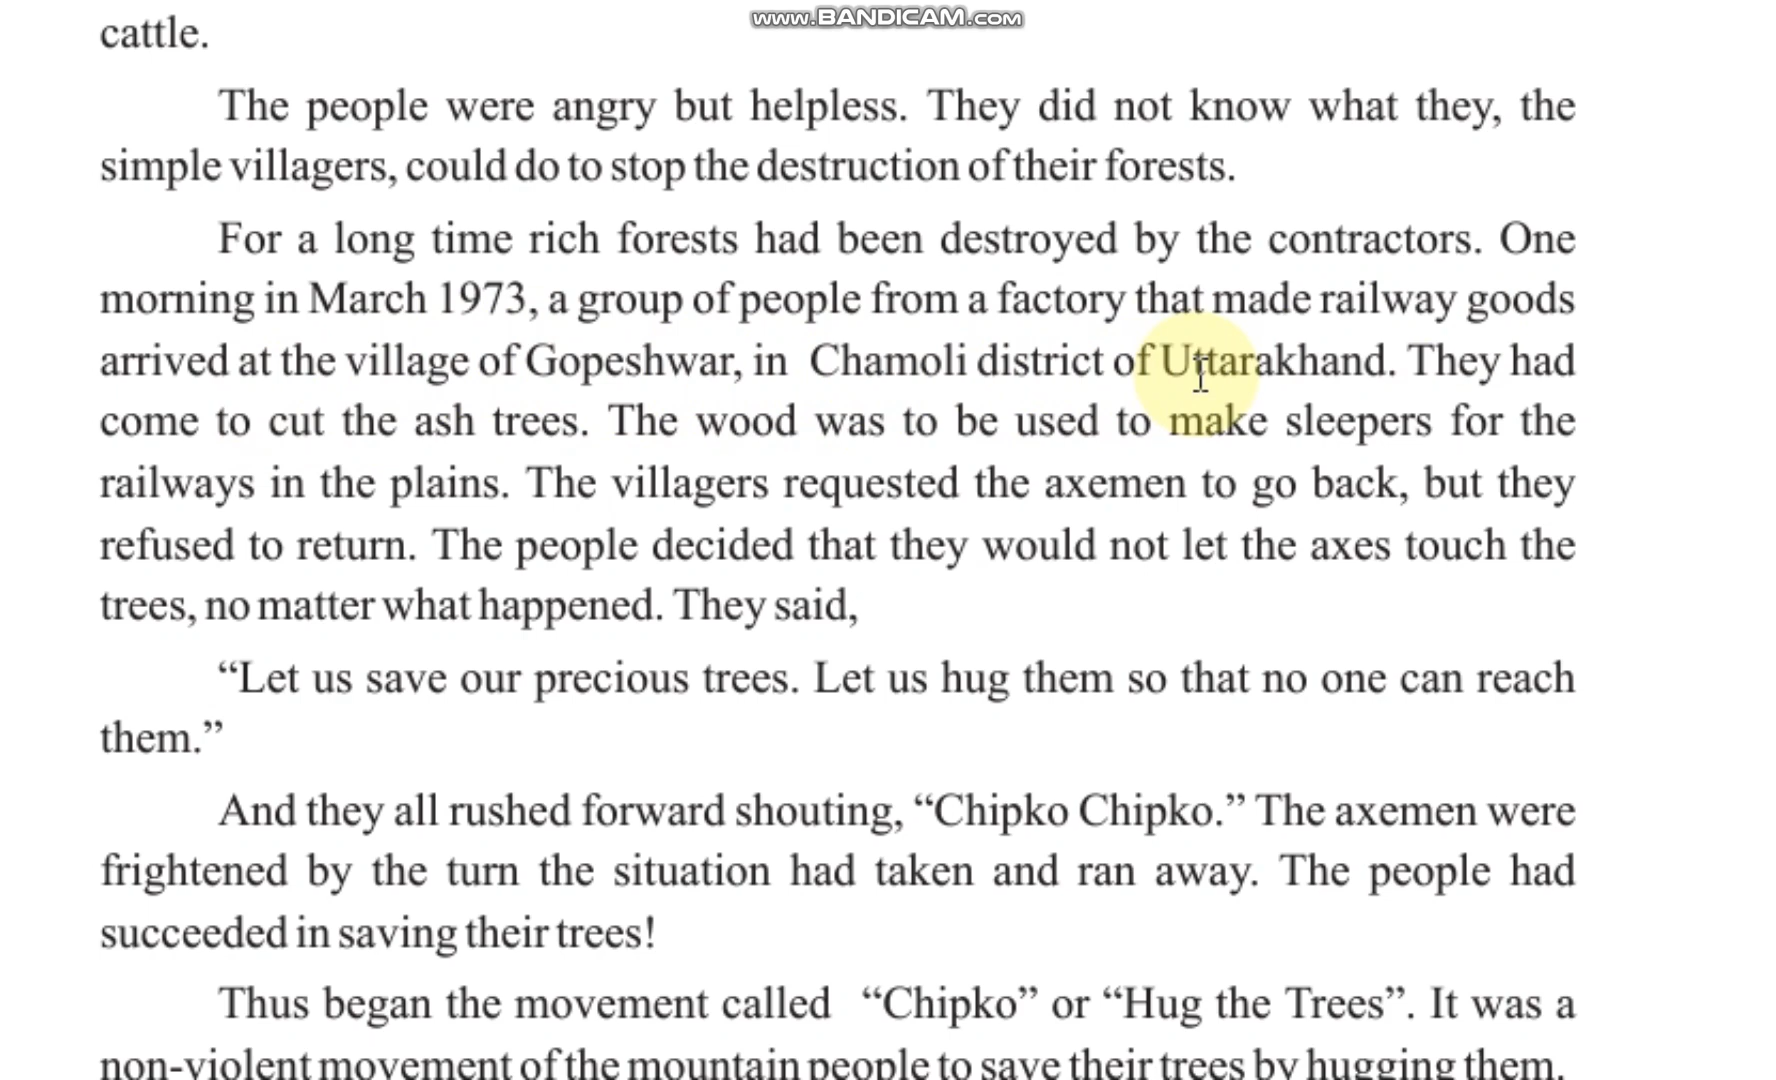 www.BANDICAM.com
cattle.
The people were angry but helpless. They did not know what they, the
simple villagers, could do to stop the destruction of their forests.
For a long time rich forests had been destroyed by the contractors. One
morning in March 1973, a group of people from a factory that made railway goods
arrived at the village of Gopeshwar, in Chamoli district of Uttarakhand. They had
come to cut the ash trees. The wood was to be used to make sleepers for the
railways in the plains. The villagers requested the axemen to go back, but they
refused to return. The people decided that they would not let the axes touch the
trees, no matter what happened. They said,
“Let us save our precious trees. Let us hug them so that no one can reach
them.”
And they all rushed forward shouting, “Chipko Chipko.” The axemen were
frightened by the turn the situation had taken and ran away. The people had
succeeded in saving their trees!
Thus began the movement called “Chipko” or “Hug the Trees”. It was a
non-violent movement of the mountain people to save their trees by hugging them.